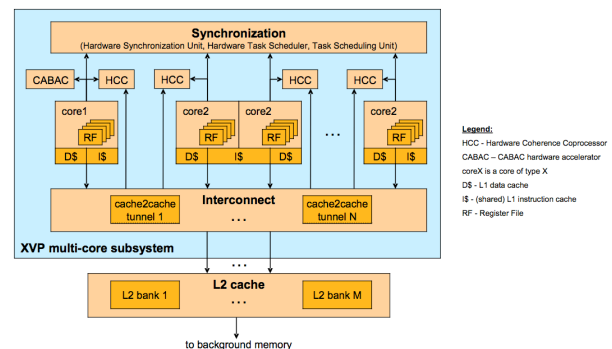 Synchronization
(Hardware Synchronization Unit, Hardware Task Scheduler, Task Scheduling Unit)
CABAC
HCC
HCC
HCC
HCC
core1
RF
D$ I$
core2
RF
core2
RF
D$ I$ D$
...
core2
RF
D$ I$
cache2cache
tunnel 1
Interconnect
...
cache2cache
tunnel N
XVP multi-core subsystem
...
L2 cache
L2 bank 1
...
L2 bank M
to background memory
Legend:
HCC - Hardware Coherence Coprocessor
CABAC – CABAC hardware accelerator
coreX is a core of type X
D$ - L1 data cache
I$ - (shared) L1 instruction cache
RF - Register File